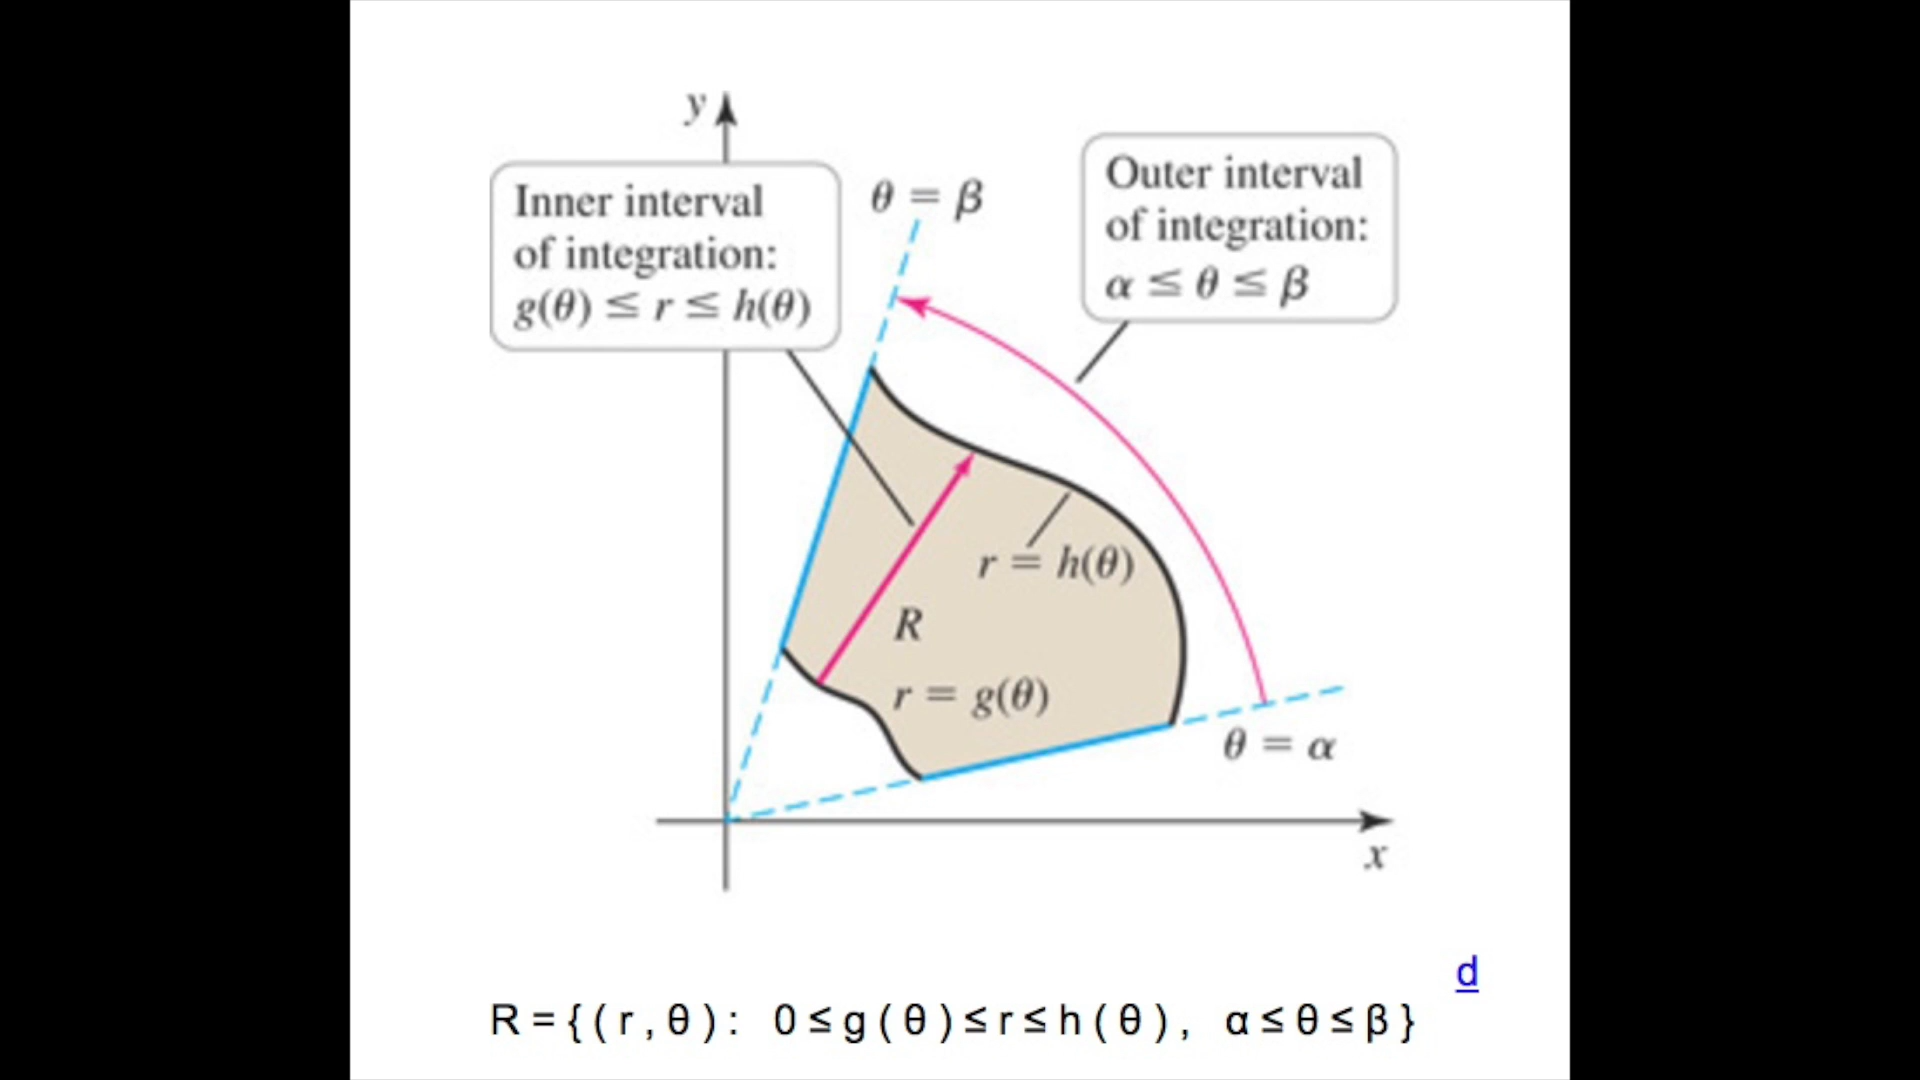 y
Inner interval
of integration:
g(θ) ≤ r ≤ h(θ)
θ = β
Outer interval
of integration:
α ≤ θ ≤ β
r = h(θ)
R
r = g(θ)
θ = α
x
d
R={(r,θ): 0≤g(θ)≤r≤h(θ), α≤θ≤β}